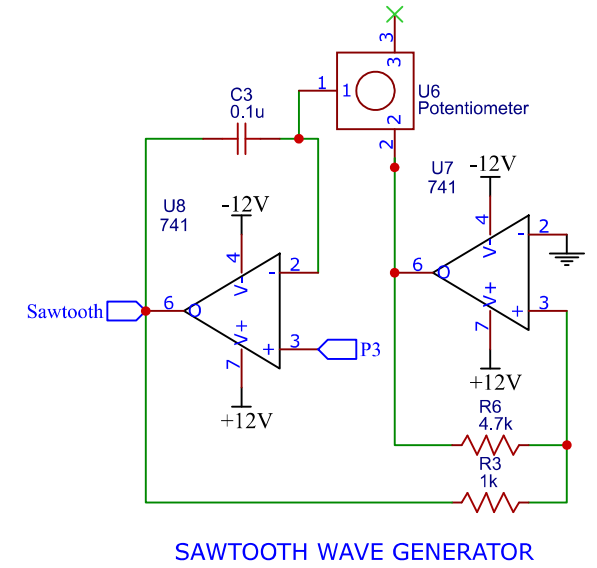 3
3
1
1
U6
Potentiometer
2
2
C3
0.1u
U7
741
-12V
4
V-
2
-
6
O
V+
+
3
7
+12V
U8
741
-12V
4
V-
2
-
Sawtooth
6
O
V+
+
3
P3
7
+12V
R6
4.7k
R3
1k
SAWTOOTH WAVE GENERATOR